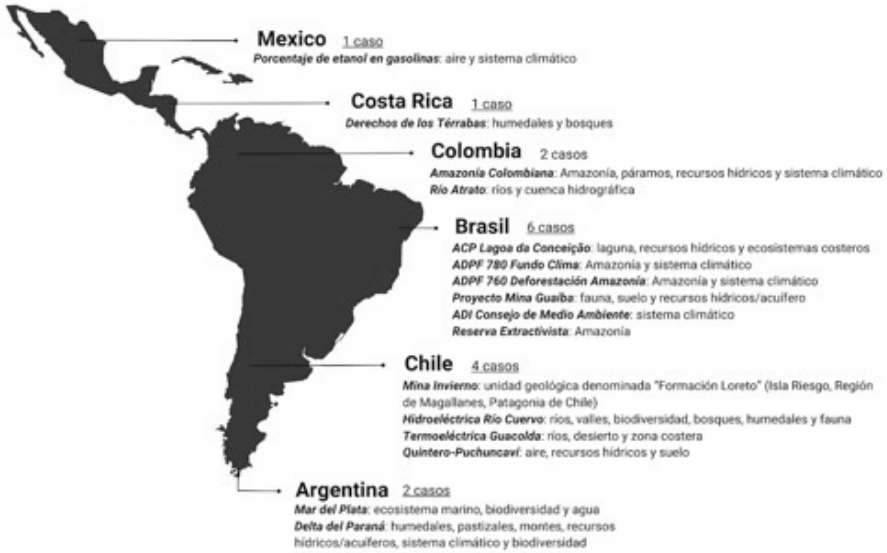 Mexico 1 caso
Porcentaje de etanol en gasolinas: aire y sistema climático
Costa Rica 1 caso
Derechos de los Térrabas: humedales y bosques
Colombia 2 casos
Amazonía Colombiana: Amazonía, páramos, recursos hídricos y sistema climático
Río Atrato: ríos y cuenca hidrográfica
Brasil 6 casos
ACP Lagoa da Conceição: laguna, recursos hídricos y ecosistemas costeros
ADPF 780 Fundo Clima: Amazonía y sistema climático
ADPF 760 Deforestación Amazonía: Amazonía y sistema climático
Proyecto Mina Guaíba: fauna, suelo y recursos hídricos/acuífero
ADI Consejo de Medio Ambiente: sistema climático
Reserva Extractivista: Amazonía
Chile 4 casos
Mina Invierno: unidad geológica denominada "Formación Loreto" (Isla Riesgo, Región
de Magallanes, Patagonia de Chile)
Hidroeléctrica Río Cuervo: ríos, valles, biodiversidad, bosques, humedales y fauna
Termoeléctrica Guacolda: ríos, desierto y zona costera
Quintero-Puchuncaví: aire, recursos hídricos y suelo
Argentina 2 casos
Mar del Plata: ecosistema marino, biodiversidad y agua
Delta del Paraná: humedales, pastizales, montes, recursos
hídricos/acuíferos, sistema climático y biodiversidad